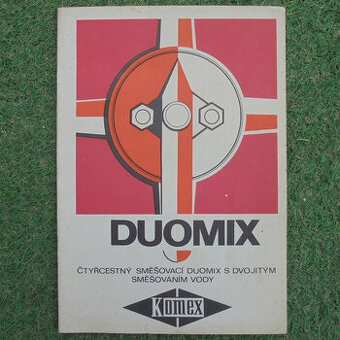 DUOMIX
ČTYŘCESTNÝ SMĚŠOVACÍ DUOMIX S DVOJITÝM
SMĚŠOVÁNÍM VODY
Komex